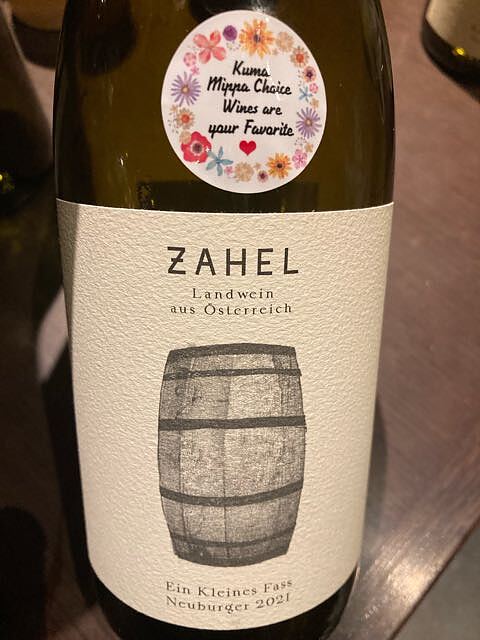 Kuma
Mippa Choice
Wines are
your Favorite
ZAHEL
Landwein
aus Österreich
Ein Kleines Fass
Neuburger 2021